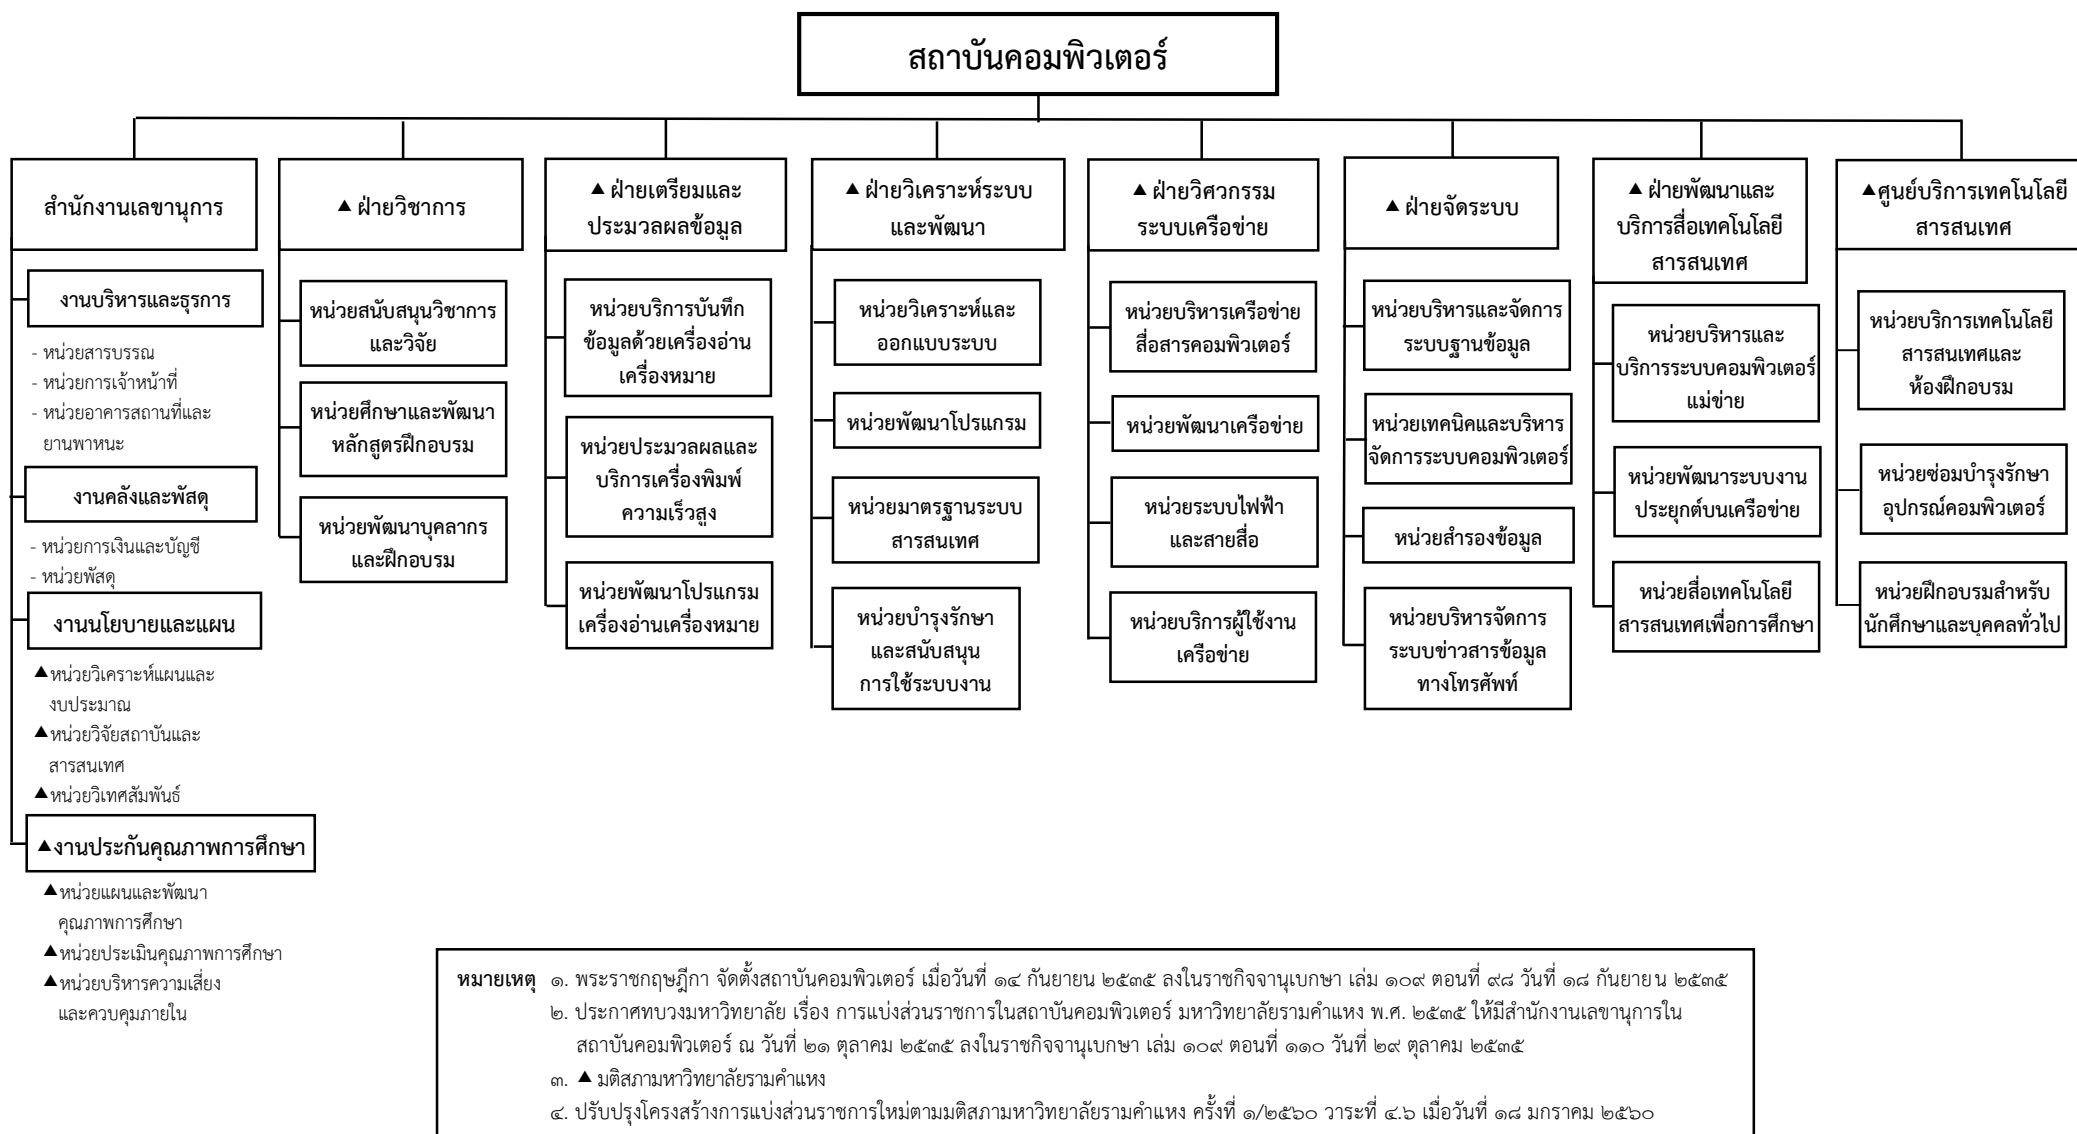 สถาบันคอมพิวเตอร์
สำนักงานเลขานุการ
งานบริหารและธุรการ
- หน่วยสารบรรณ
- หน่วยการเจ้าหน้าที่
- หน่วยอาคารสถานที่และ
ยานพาหนะ
งานคลังและพัสดุ
- หน่วยการเงินและบัญชี
- หน่วยพัสดุ
งานนโยบายและแผน
▲หน่วยวิเคราะห์แผนและ
งบประมาณ
▲หน่วยวิจัยสถาบันและ
สารสนเทศ
▲หน่วยวิเทศสัมพันธ์
▲งานประกันคุณภาพการศึกษา
▲หน่วยแผนและพัฒนา
คุณภาพการศึกษา
▲หน่วยประเมินคุณภาพการศึกษา
▲หน่วยบริหารความเสี่ยง
และควบคุมภายใน
▲ ฝ่ายวิชาการ
หน่วยสนับสนุนวิชาการ
และวิจัย
หน่วยศึกษาและพัฒนา
หลักสูตรฝึกอบรม
หน่วยพัฒนาบุคลากร
และฝึกอบรม
▲ ฝ่ายเตรียมและ
ประมวลผลข้อมูล
หน่วยบริการบันทึก
ข้อมูลด้วยเครื่องอ่าน
เครื่องหมาย
หน่วยประมวลผลและ
บริการเครื่องพิมพ์
ความเร็วสูง
หน่วยพัฒนาโปรแกรม
เครื่องอ่านเครื่องหมาย
▲ ฝ่ายวิเคราะห์ระบบ
และพัฒนา
หน่วยวิเคราะห์และ
ออกแบบระบบ
หน่วยพัฒนาโปรแกรม
หน่วยมาตรฐานระบบ
สารสนเทศ
หน่วยบำรุงรักษา
และสนับสนุน
การใช้ระบบงาน
▲ ฝ่ายวิศวกรรม
ระบบเครือข่าย
หน่วยบริหารเครือข่าย
สื่อสารคอมพิวเตอร์
หน่วยพัฒนาเครือข่าย
หน่วยระบบไฟฟ้า
และสายสื่อ
หน่วยบริการผู้ใช้งาน
เครือข่าย
▲ ฝ่ายจัดระบบ
หน่วยบริหารและจัดการ
ระบบฐานข้อมูล
หน่วยเทคนิคและบริหาร
จัดการระบบคอมพิวเตอร์
หน่วยสำรองข้อมูล
หน่วยบริหารจัดการ
ระบบข่าวสารข้อมูล
ทางโทรศัพท์
▲ ฝ่ายพัฒนาและ
บริการสื่อเทคโนโลยี
สารสนเทศ
หน่วยบริหารและ
บริการระบบคอมพิวเตอร์
แม่ข่าย
หน่วยพัฒนาระบบงาน
ประยุกต์บนเครือข่าย
หน่วยสื่อเทคโนโลยี
สารสนเทศเพื่อการศึกษา
▲ศูนย์บริการเทคโนโลยี
สารสนเทศ
หน่วยบริการเทคโนโลยี
สารสนเทศและ
ห้องฝึกอบรม
หน่วยซ่อมบำรุงรักษา
อุปกรณ์คอมพิวเตอร์
หน่วยฝึกอบรมสำหรับ
นักศึกษาและบุคคลทั่วไป
หมายเหตุ ๑. พระราชกฤษฎีกา จัดตั้งสถาบันคอมพิวเตอร์ เมื่อวันที่ ๑๔ กันยายน ๒๕๓๕ ลงในราชกิจจานุเบกษา เล่ม ๑๐๙ ตอนที่ ๙๘ วันที่ ๑๘ กันยายน ๒๕๓๕
๒. ประกาศทบวงมหาวิทยาลัย เรื่อง การแบ่งส่วนราชการในสถาบันคอมพิวเตอร์ มหาวิทยาลัยรามคำแหง พ.ศ. ๒๕๓๕ ให้มีสำนักงานเลขานุการใน
สถาบันคอมพิวเตอร์ ณ วันที่ ๒๑ ตุลาคม ๒๕๓๕ ลงในราชกิจจานุเบกษา เล่ม ๑๐๙ ตอนที่ ๑๑๐ วันที่ ๒๙ ตุลาคม ๒๕๓๕
๓. ▲ มติสภามหาวิทยาลัยรามคำแหง
๔. ปรับปรุงโครงสร้างการแบ่งส่วนราชการใหม่ตามมติสภามหาวิทยาลัยรามคำแหง ครั้งที่ ๑/๒๕๖๐ วาระที่ ๔.๖ เมื่อวันที่ ๑๘ มกราคม ๒๕๖๐